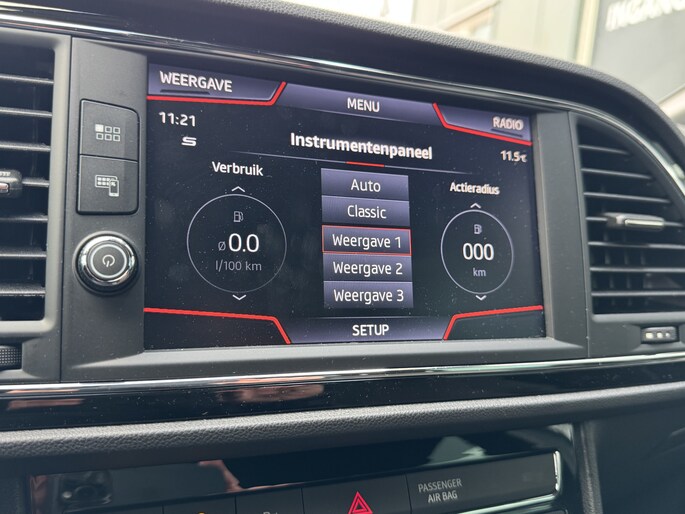 INGANG
WEERGAVE
MENU
RADIO
11:21
Instrumentenpaneel
11.5°C
Verbruik
Auto
Actieradius
Classic
Ø 0.0
Weergave 1
000
l/100 km
Weergave 2
km
Weergave 3
SETUP
PASSENGER
AIR BAG